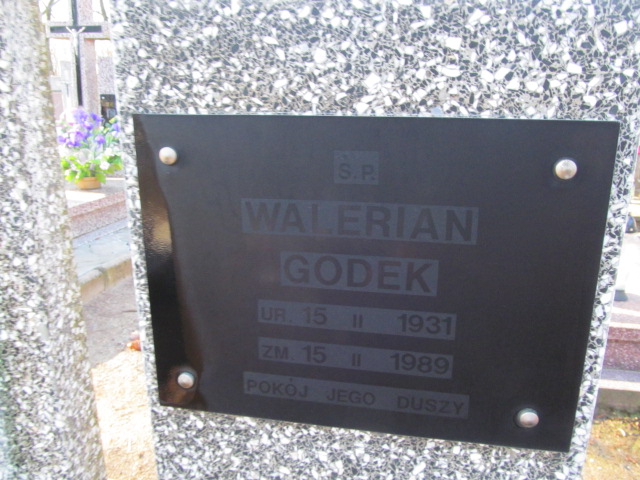 Ś.P.
WALERIAN
GODEK
UR. 15 II 1931
ZM. 15 II 1989
POKÓJ JEGO DUSZY